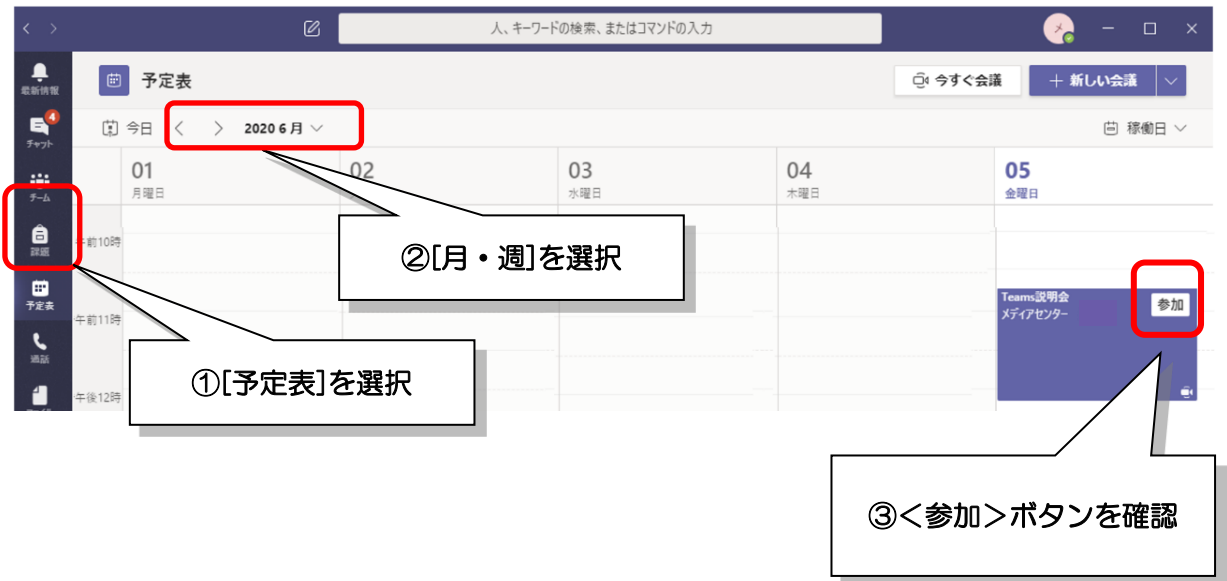 人、キーワードの検索、またはコマンドの入力
メ
最新情報
予定表
今すぐ会議
新しい会議
4
チャット
今日
2020 6 月
稼働日
チーム
01
02
03
04
05
月曜日
水曜日
木曜日
金曜日
課題
午前10時
②[月・週]を選択
予定表
Teams説明会
メディアセンター
参加
午前11時
通話
①[予定表]を選択
午後12時
③＜参加＞ボタンを確認